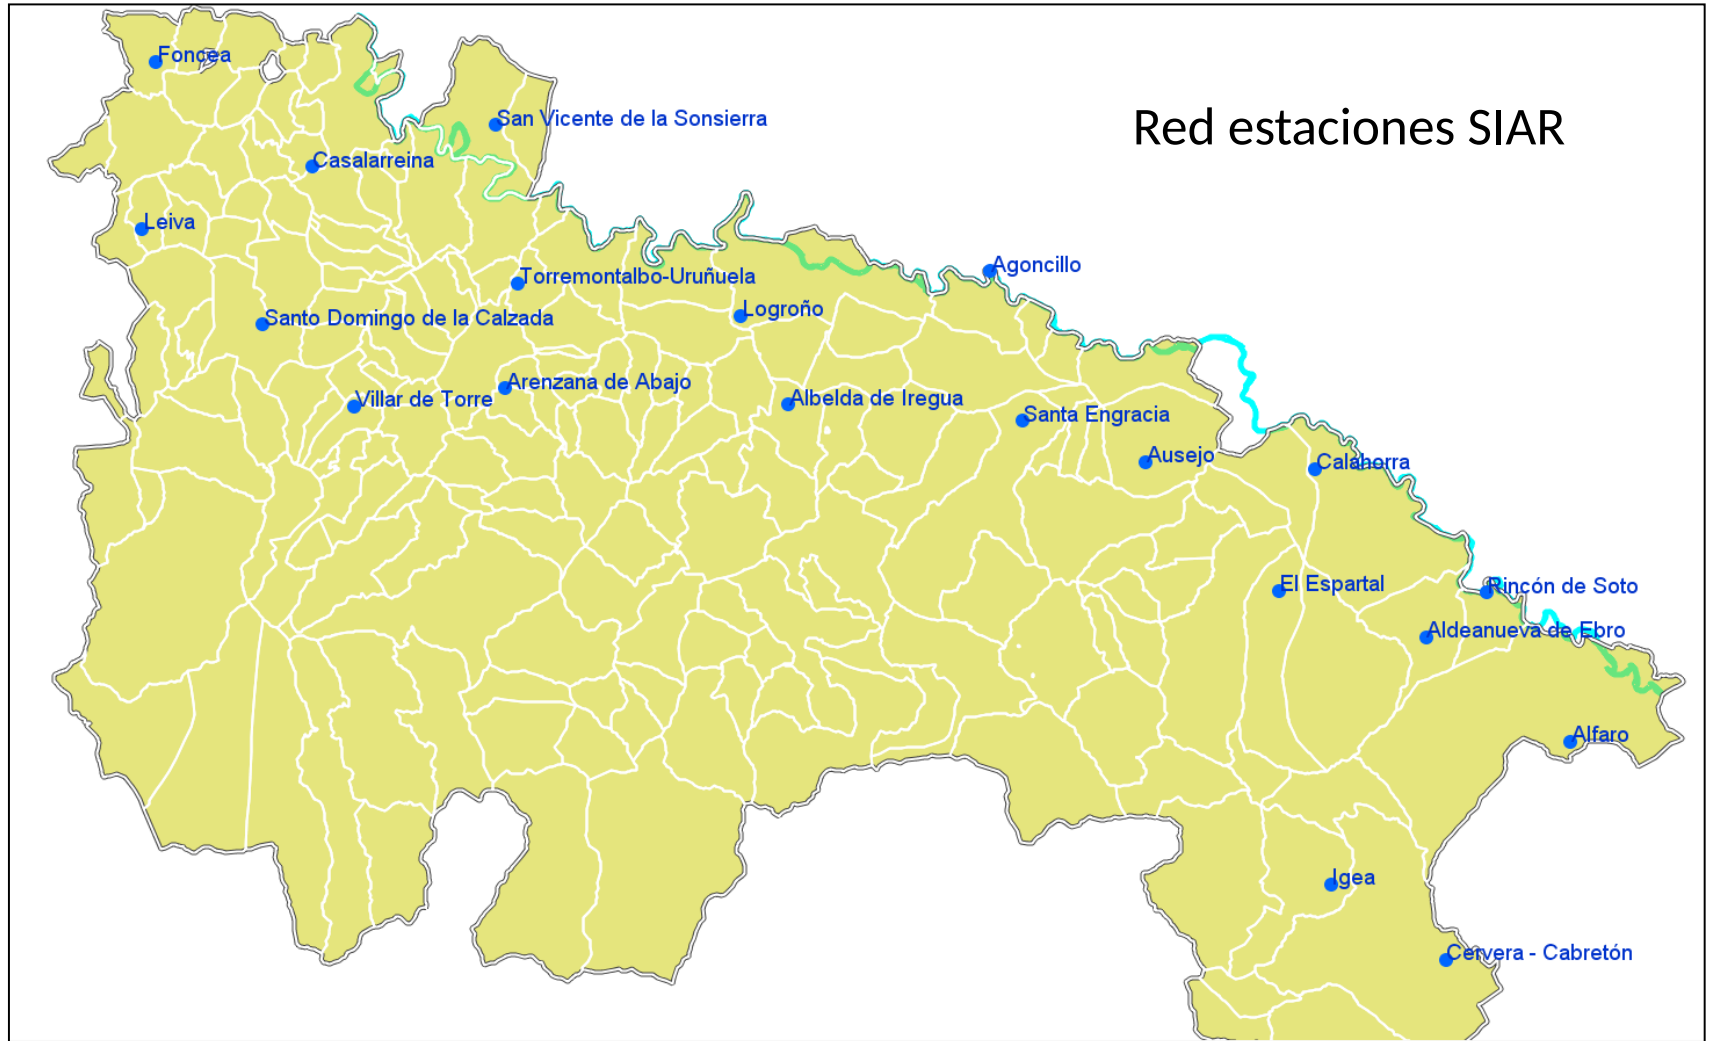 Foncea
San Vicente de la Sonsierra
Red estaciones SIAR
Casalarreina
Leiva
Agoncillo
Torremontalbo-Uruñuela
Logroño
Santo Domingo de la Calzada
Arenzana de Abajo
Villar de Torre
Albelda de Iregua
Santa Engracia
Ausejo
Calahorra
El Espartal
Rincón de Soto
Aldeanueva de Ebro
Alfaro
Igea
Cervera - Cabretón